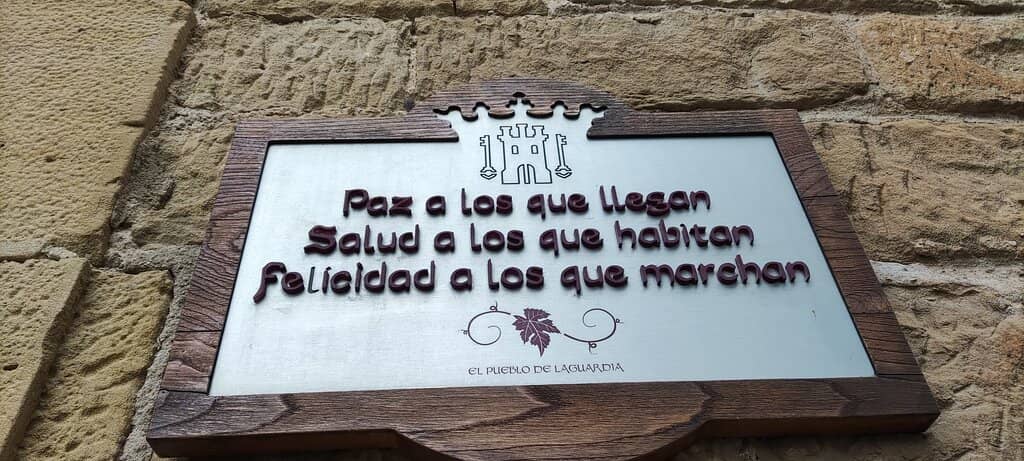 Paz a los que llegan
Salud a los que habitan
Felicidad a los que marchan
EL PUEBLO DE LAGUARDIA